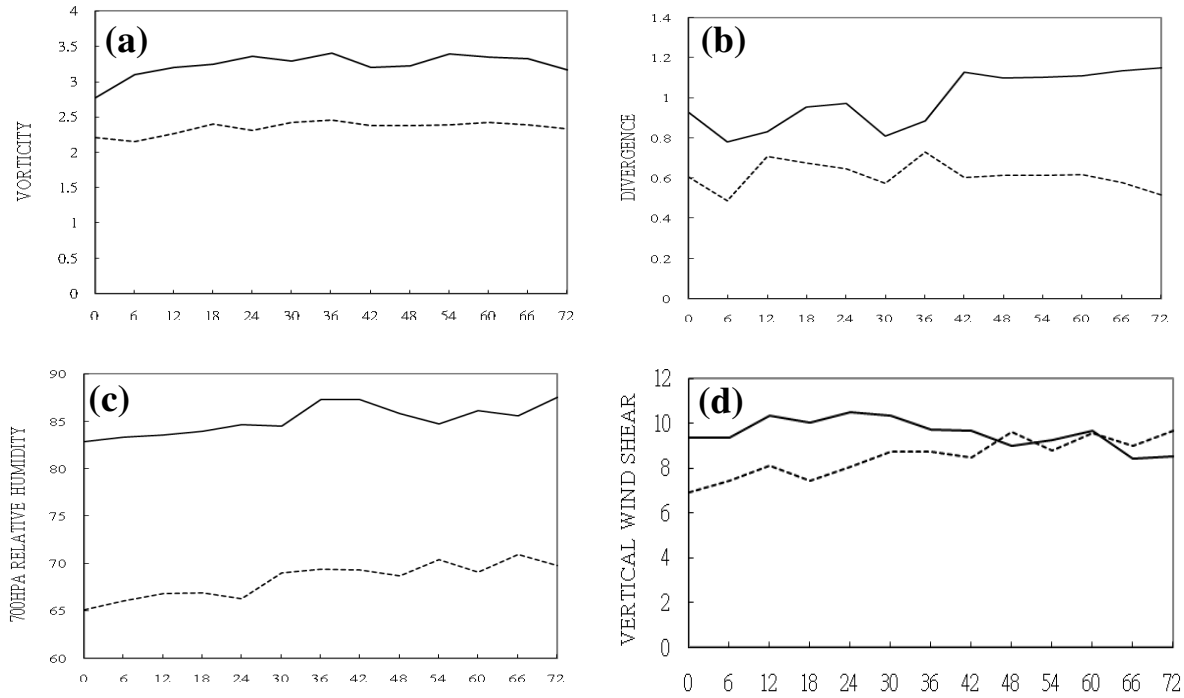 (a)
VORTICITY
4
3.5
3
2.5
2
1.5
1
0.5
0
0 6 12 18 24 30 36 42 48 54 60 66 72
(b)
DIVERGENCE
1.4
1.2
1
0.8
0.6
0.4
0.2
0
0 6 12 18 24 30 36 42 48 54 60 66 72
(c)
700HPA RELATIVE HUMIDITY
90
85
80
75
70
65
60
0 6 12 18 24 30 36 42 48 54 60 66 72
(d)
VERTICAL WIND SHEAR
12
10
8
6
4
2
0
0 6 12 18 24 30 36 42 48 54 60 66 72